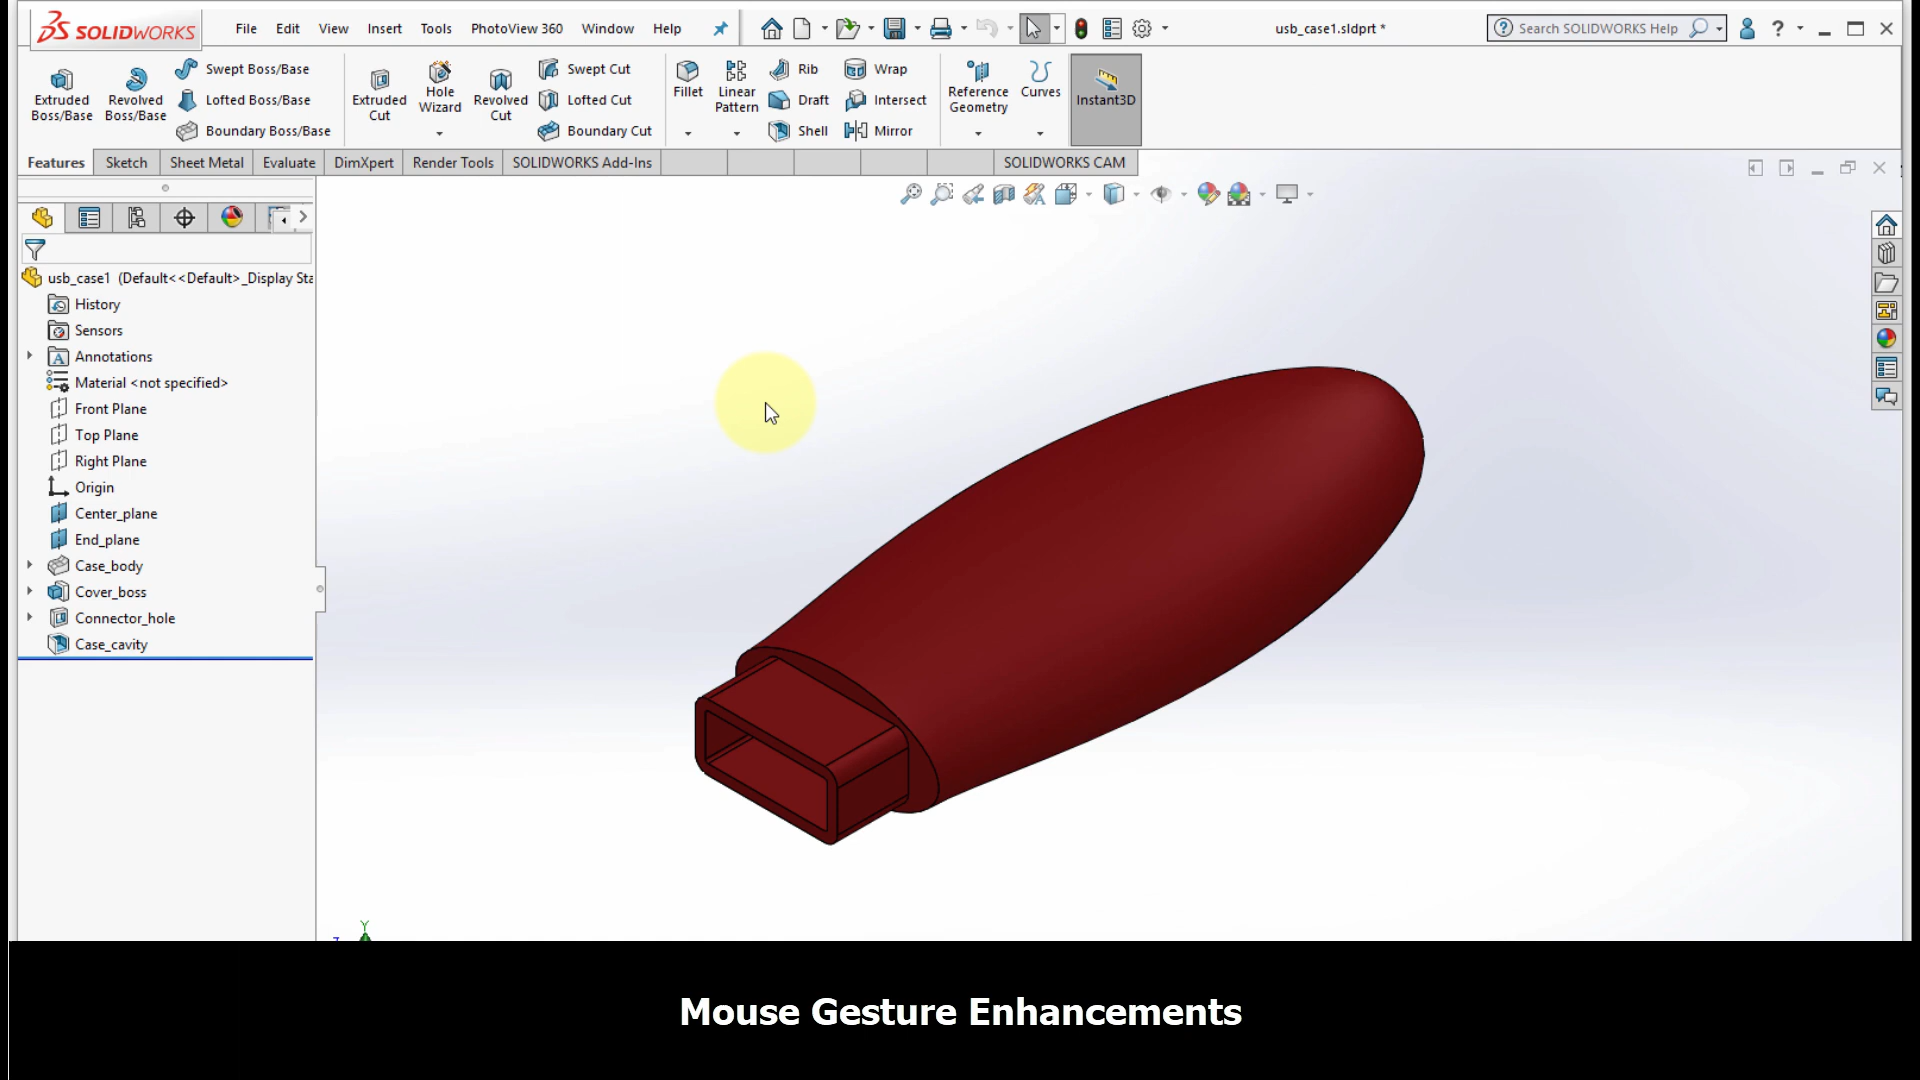 SOLIDWORKS File Edit View Insert Tools PhotoView 360 Window Help usb_case1.sldprt * Search SOLIDWORKS Help ?
Extruded Boss/Base
Revolved Boss/Base
Swept Boss/Base
Lofted Boss/Base
Boundary Boss/Base
Extruded Cut
Hole Wizard
Revolved Cut
Swept Cut
Lofted Cut
Boundary Cut
Fillet
Linear Pattern
Rib
Draft
Shell
Wrap
Intersect
Mirror
Reference Geometry
Curves
Instant3D
Features Sketch Sheet Metal Evaluate DimXpert Render Tools SOLIDWORKS Add-Ins SOLIDWORKS CAM
usb_case1 (Default<<Default>_Display Sta
History
Sensors
Annotations
Material <not specified>
Front Plane
Top Plane
Right Plane
Origin
Center_plane
End_plane
Case_body
Cover_boss
Connector_hole
Case_cavity
Y
Mouse Gesture Enhancements